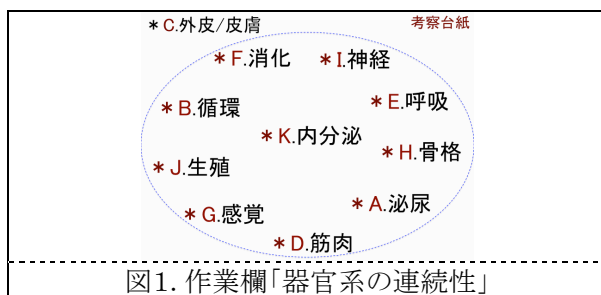 * C.外皮/皮膚 考察台紙
* F.消化 * I.神経
* B.循環 * E.呼吸
* K.内分泌 * H.骨格
* J.生殖
* G.感覚 * A.泌尿
* D.筋肉
図1.作業欄「器官系の連続性」